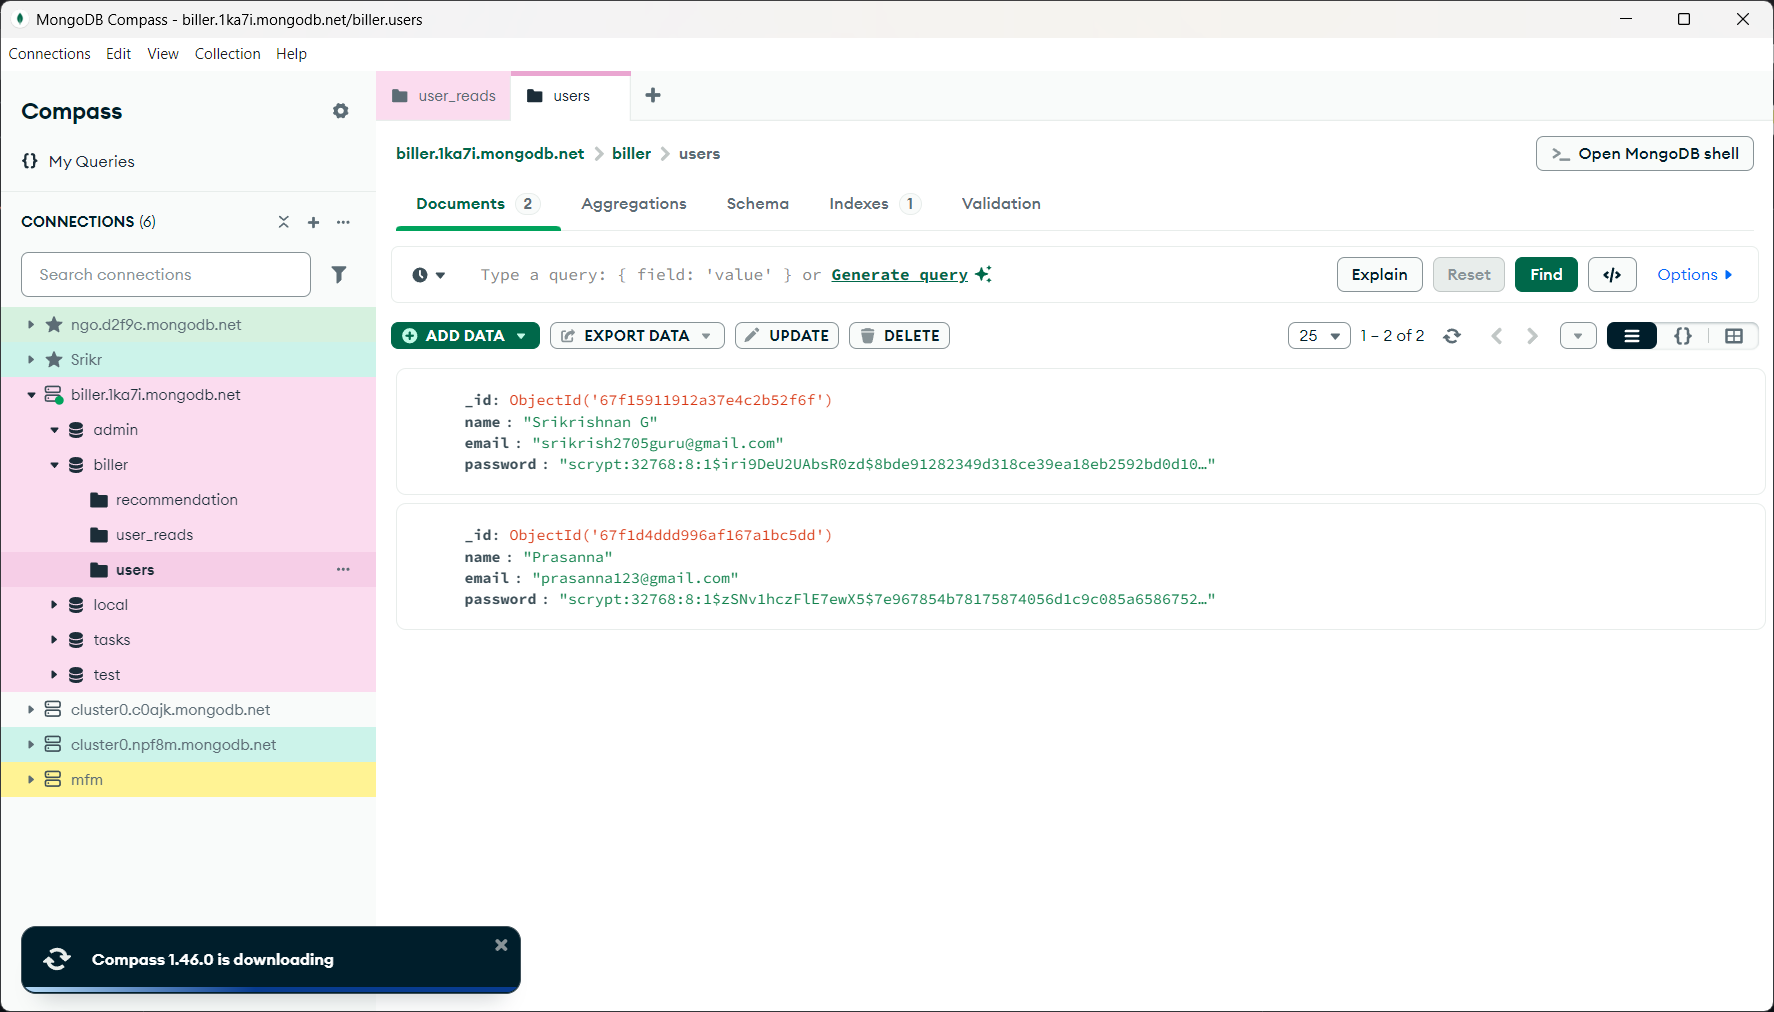 MongoDB Compass - biller.1ka7i.mongodb.net/biller.users
Connections Edit View Collection Help
Compass
{} My Queries
CONNECTIONS (6)
Search connections
ngo.d2f9c.mongodb.net
Srikr
biller.1ka7i.mongodb.net
admin
biller
recommendation
user_reads
users
local
tasks
test
cluster0.c0ajk.mongodb.net
cluster0.npf8m.mongodb.net
mfm
user_reads users
biller.1ka7i.mongodb.net biller users
>_ Open MongoDB shell
Documents 2 Aggregations Schema Indexes 1 Validation
Type a query: { field: 'value' } or Generate query
Explain Reset Find </> Options
ADD DATA EXPORT DATA UPDATE DELETE
25 1 – 2 of 2 {}
_id: ObjectId('67f15911912a37e4c2b52f6f')
name : "Srikrishnan G"
email : "srikrish2705guru@gmail.com"
password : "scrypt:32768:8:1$iri9DeU2UAbsR0zd$8bde91282349d318ce39ea18eb2592bd0d10…"
_id: ObjectId('67f1d4ddd996af167a1bc5dd')
name : "Prasanna"
email : "prasanna123@gmail.com"
password : "scrypt:32768:8:1$zSNv1hczFlE7ewX5$7e967854b78175874056d1c9c085a6586752…"
Compass 1.46.0 is downloading